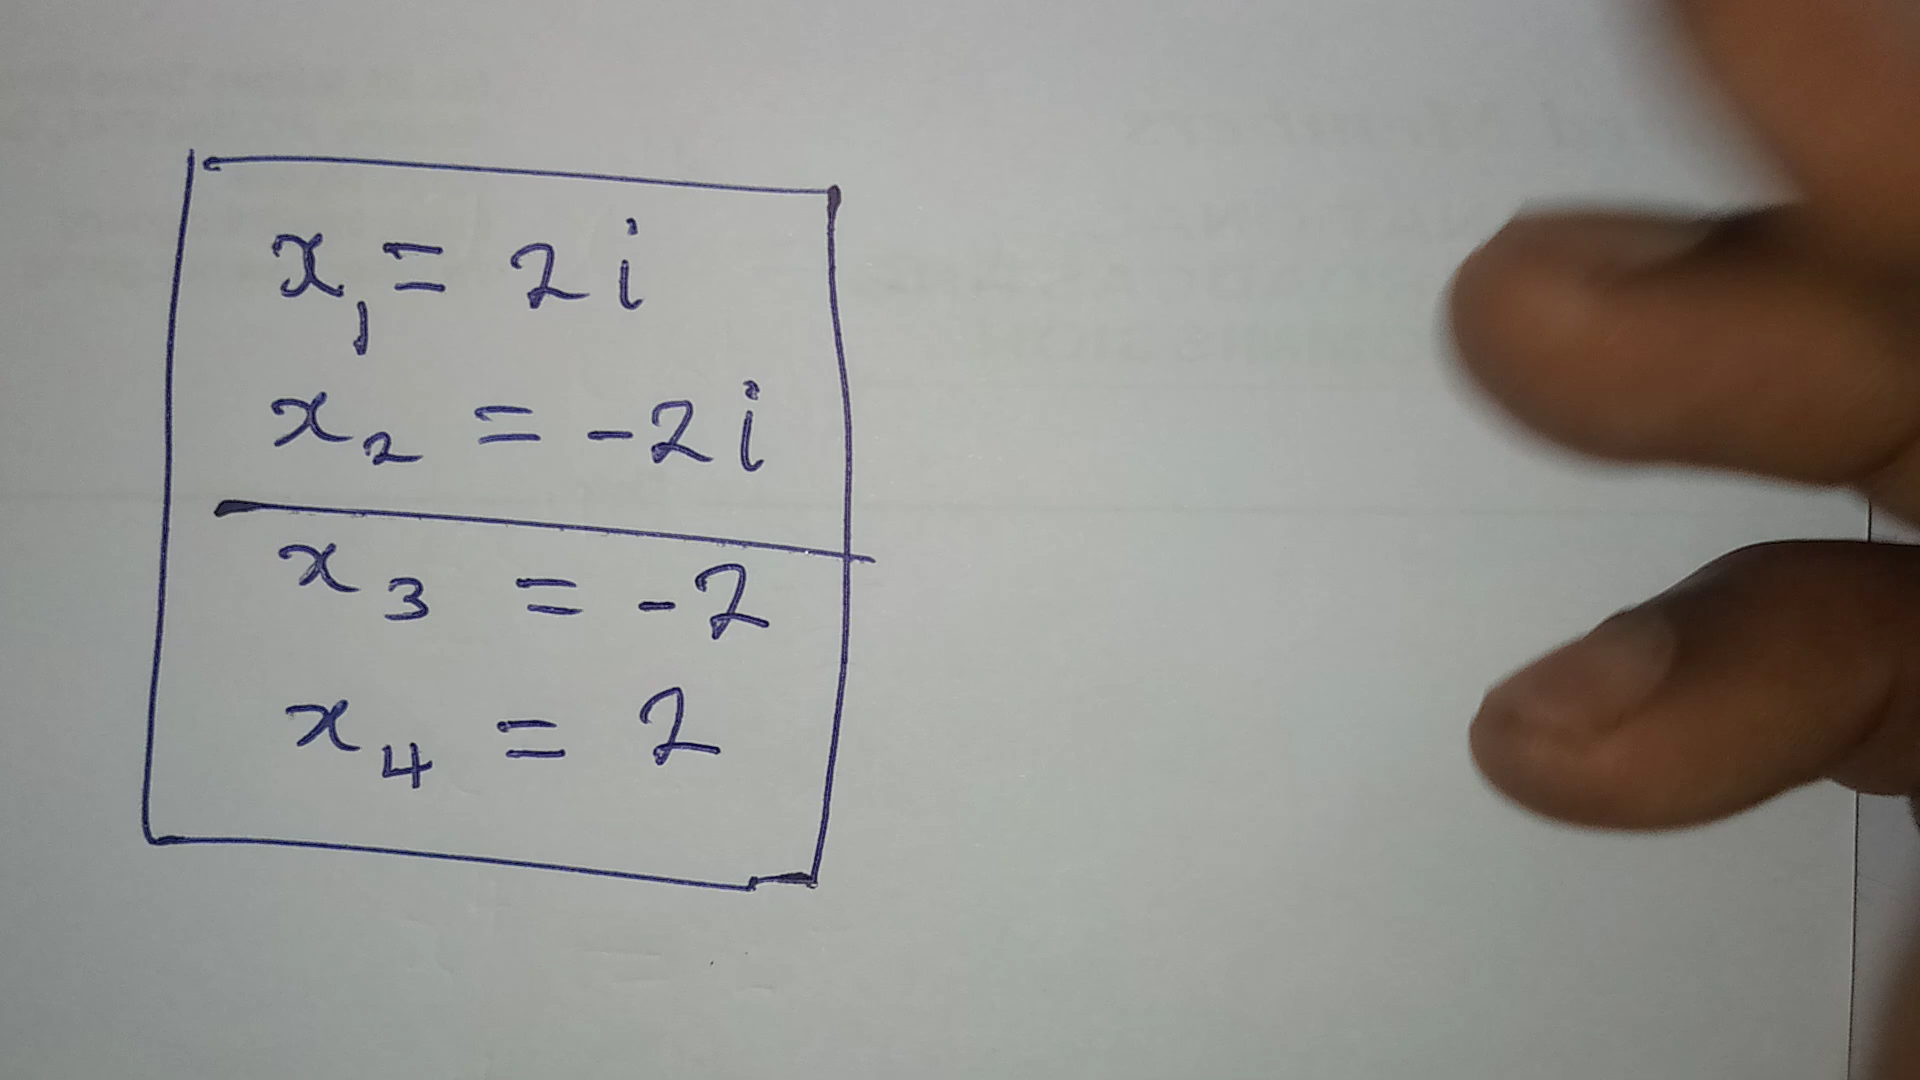 x₁ = 2i
x₂ = -2i
x₃ = -2
x₄ = 2